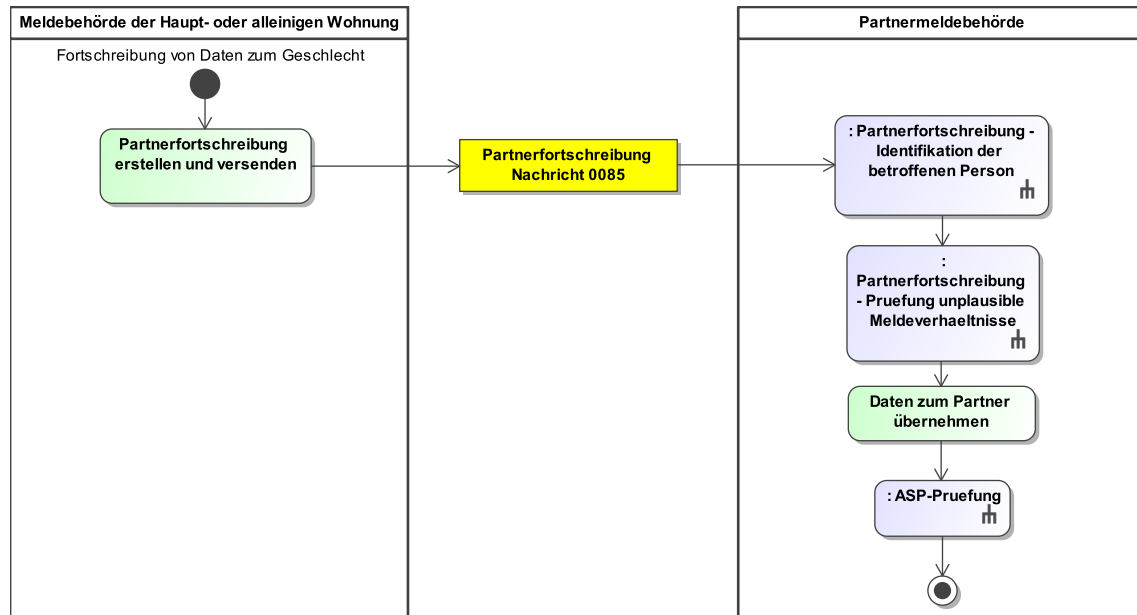 Meldebehörde der Haupt- oder alleinigen Wohnung
Fortschreibung von Daten zum Geschlecht
Partnerfortschreibung
erstellen und versenden
Partnerfortschreibung
Nachricht 0085
Partnermeldebehörde
: Partnerfortschreibung -
Identifikation der
betroffenen Person
:
Partnerfortschreibung
- Pruefung unplausible
Meldeverhaeltnisse
Daten zum Partner
übernehmen
: ASP-Pruefung